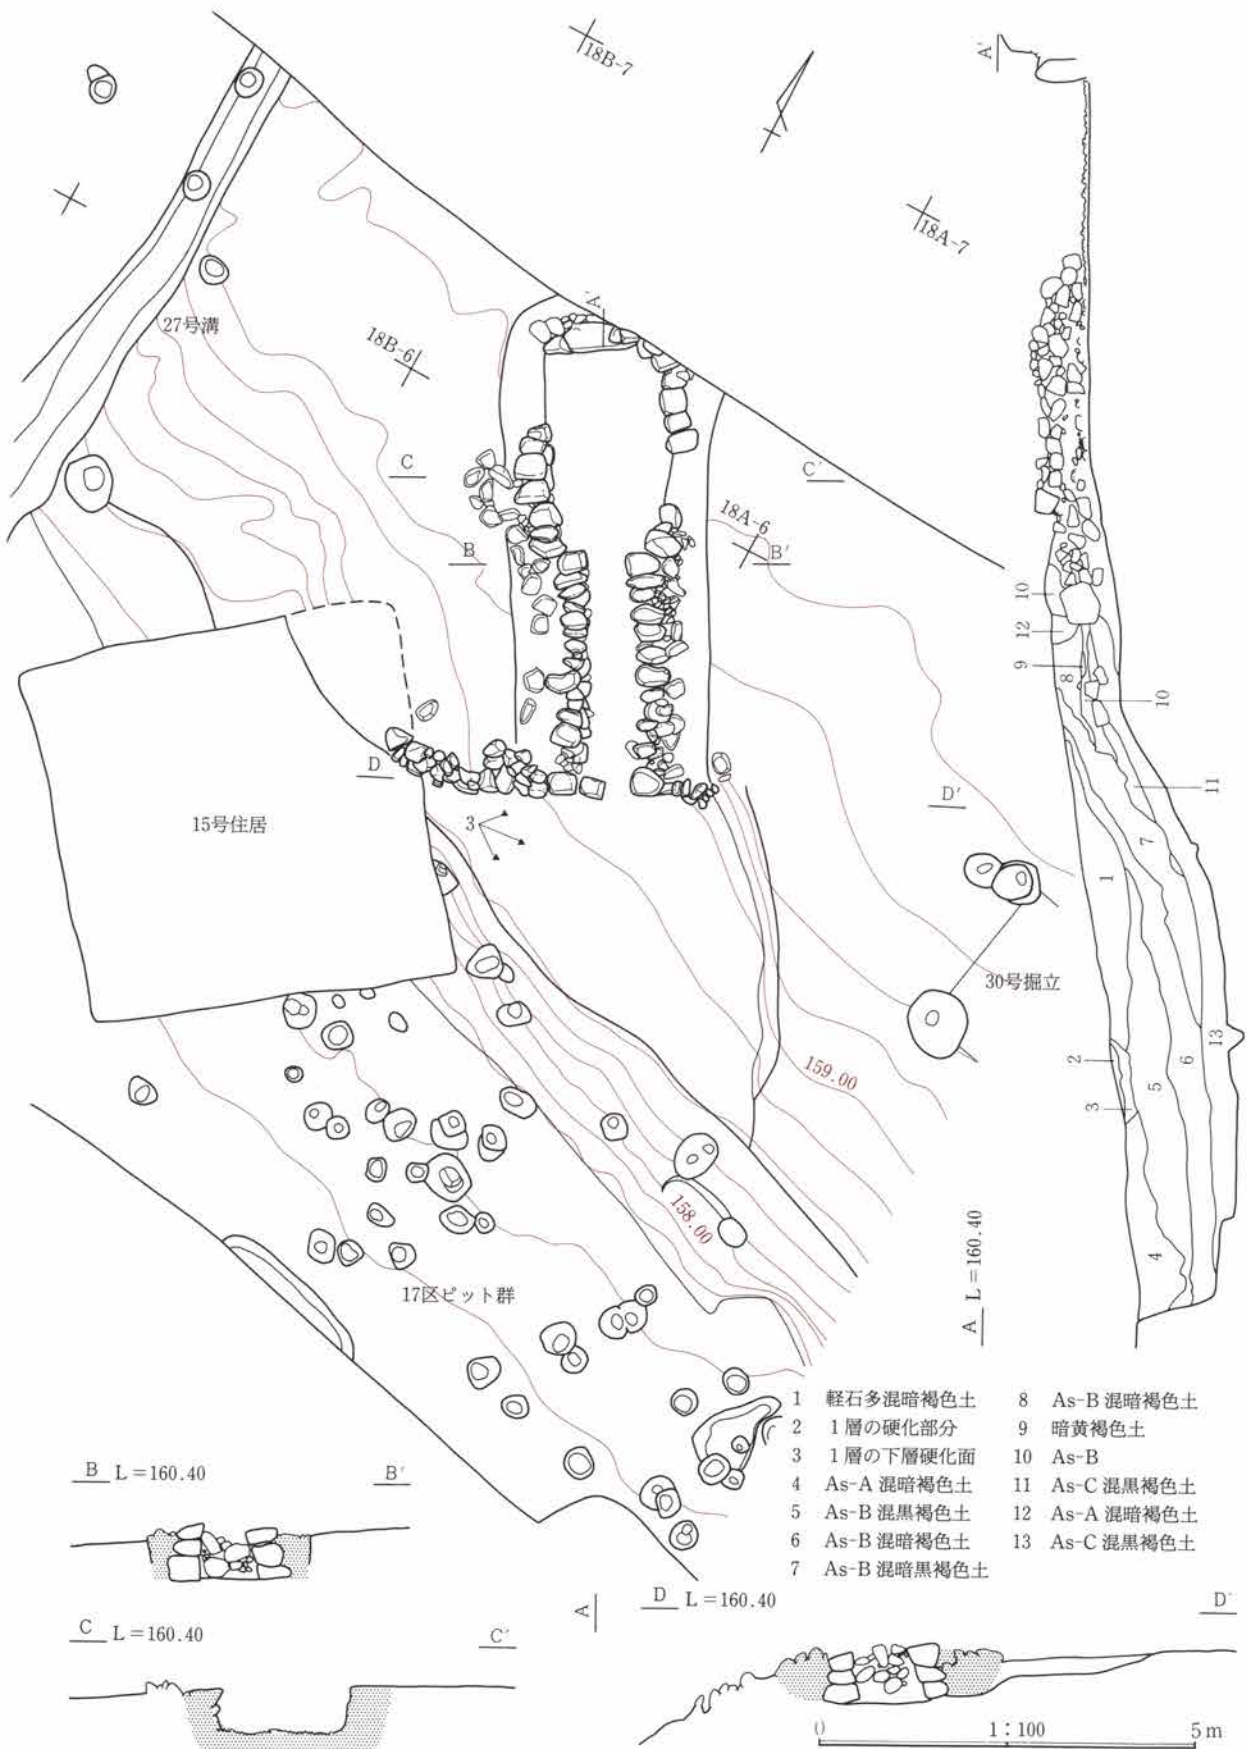 18B-7
A'
18A-7
27号溝
18B-6
A'
C
C'
18A-6
B
B'
10
12
9
8
10
D
D'
11
15号住居
3
7
1
30号掘立
13
2
6
159.00
5
3
158.00
4
A L=160.40
17区ピット群
1 軽石多混暗褐色土
2 1層の硬化部分
3 1層の下層硬化面
4 As-A 混暗褐色土
5 As-B 混黒褐色土
6 As-B 混暗褐色土
7 As-B 混暗黒褐色土
8 As-B 混暗褐色土
9 暗黄褐色土
10 As-B
11 As-C 混黒褐色土
12 As-A 混暗褐色土
13 As-C 混黒褐色土
B L=160.40 B'
A
D L=160.40 D'
C L=160.40 C'
0 1:100 5m